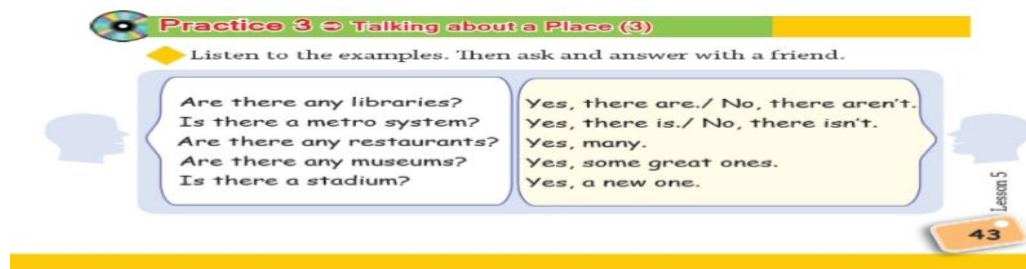 Practice 3 ➲ Talking about a Place (3)
Listen to the examples. Then ask and answer with a friend.
Are there any libraries?
Is there a metro system?
Are there any restaurants?
Are there any museums?
Is there a stadium?
Yes, there are./ No, there aren't.
Yes, there is./ No, there isn't.
Yes, many.
Yes, some great ones.
Yes, a new one.
Lesson 5
43